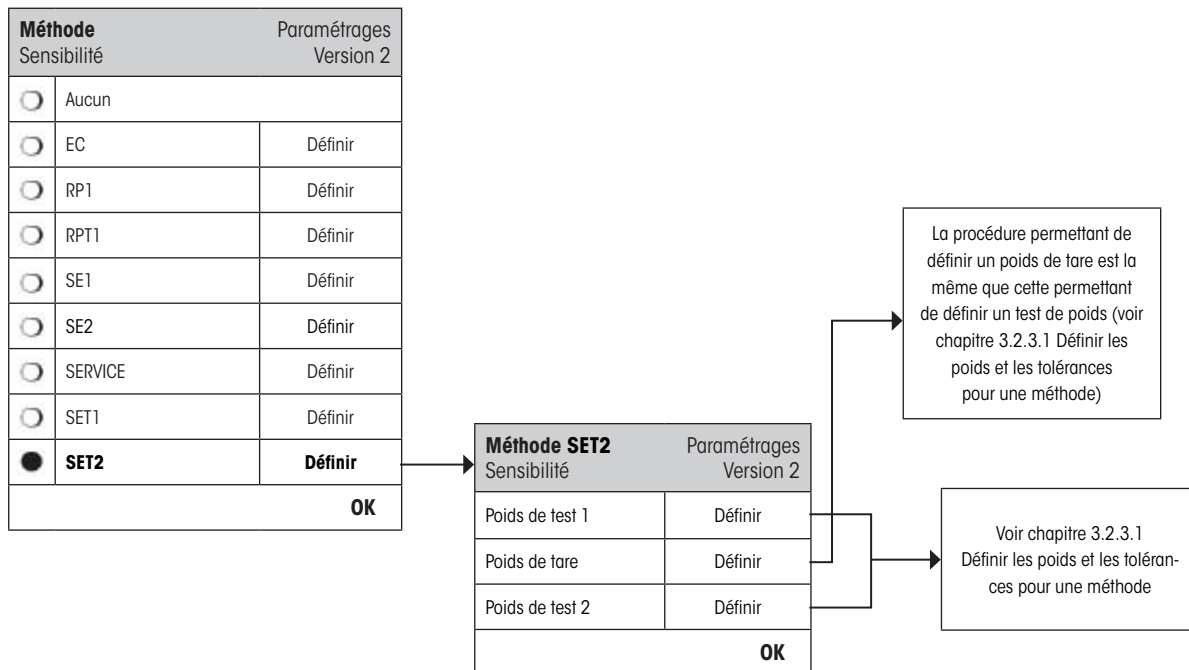 Méthode Paramétrages
Sensibilité Version 2
Aucun
EC Définir
RP1 Définir
RPT1 Définir
SE1 Définir
SE2 Définir
SERVICE Définir
SET1 Définir
SET2 Définir
OK
Méthode SET2 Paramétrages
Sensibilité Version 2
Poids de test 1 Définir
Poids de tare Définir
Poids de test 2 Définir
OK
La procédure permettant de
définir un poids de tare est la
même que cette permettant
de définir un test de poids (voir
chapitre 3.2.3.1 Définir les
poids et les tolérances
pour une méthode)
Voir chapitre 3.2.3.1
Définir les poids et les toléran-
ces pour une méthode